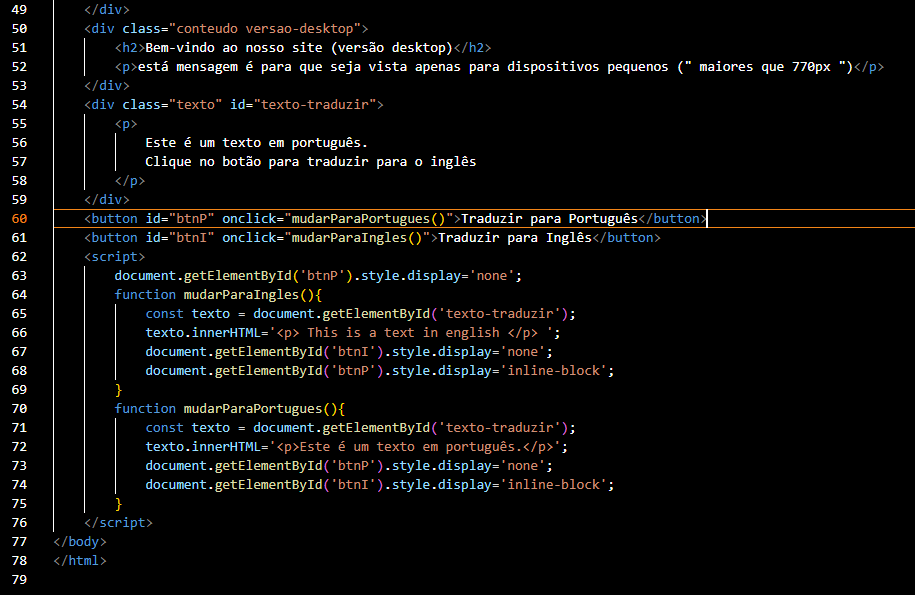 49 </div>
50 <div class="conteudo versao-desktop">
51 <h2>Bem-vindo ao nosso site (versão desktop)</h2>
52 <p>está mensagem é para que seja vista apenas para dispositivos pequenos (" maiores que 770px ")</p>
53 </div>
54 <div class="texto" id="texto-traduzir">
55 <p>
56 Este é um texto em português.
57 Clique no botão para traduzir para o inglês
58 </p>
59 </div>
60 <button id="btnP" onclick="mudarParaPortugues()">Traduzir para Português</button>
61 <button id="btnI" onclick="mudarParaIngles()">Traduzir para Inglês</button>
62 <script>
63 document.getElementById('btnP').style.display='none';
64 function mudarParaIngles(){
65 const texto = document.getElementById('texto-traduzir');
66 texto.innerHTML='<p> This is a text in english </p> ';
67 document.getElementById('btnI').style.display='none';
68 document.getElementById('btnP').style.display='inline-block';
69 }
70 function mudarParaPortugues(){
71 const texto = document.getElementById('texto-traduzir');
72 texto.innerHTML='<p>Este é um texto em português.</p>';
73 document.getElementById('btnP').style.display='none';
74 document.getElementById('btnI').style.display='inline-block';
75 }
76 </script>
77 </body>
78 </html>
79